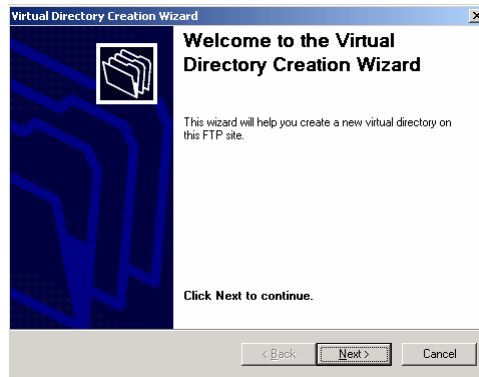 Virtual Directory Creation Wizard
Welcome to the Virtual
Directory Creation Wizard
This wizard will help you create a new virtual directory on
this FTP site.
Click Next to continue.
< Back Next > Cancel